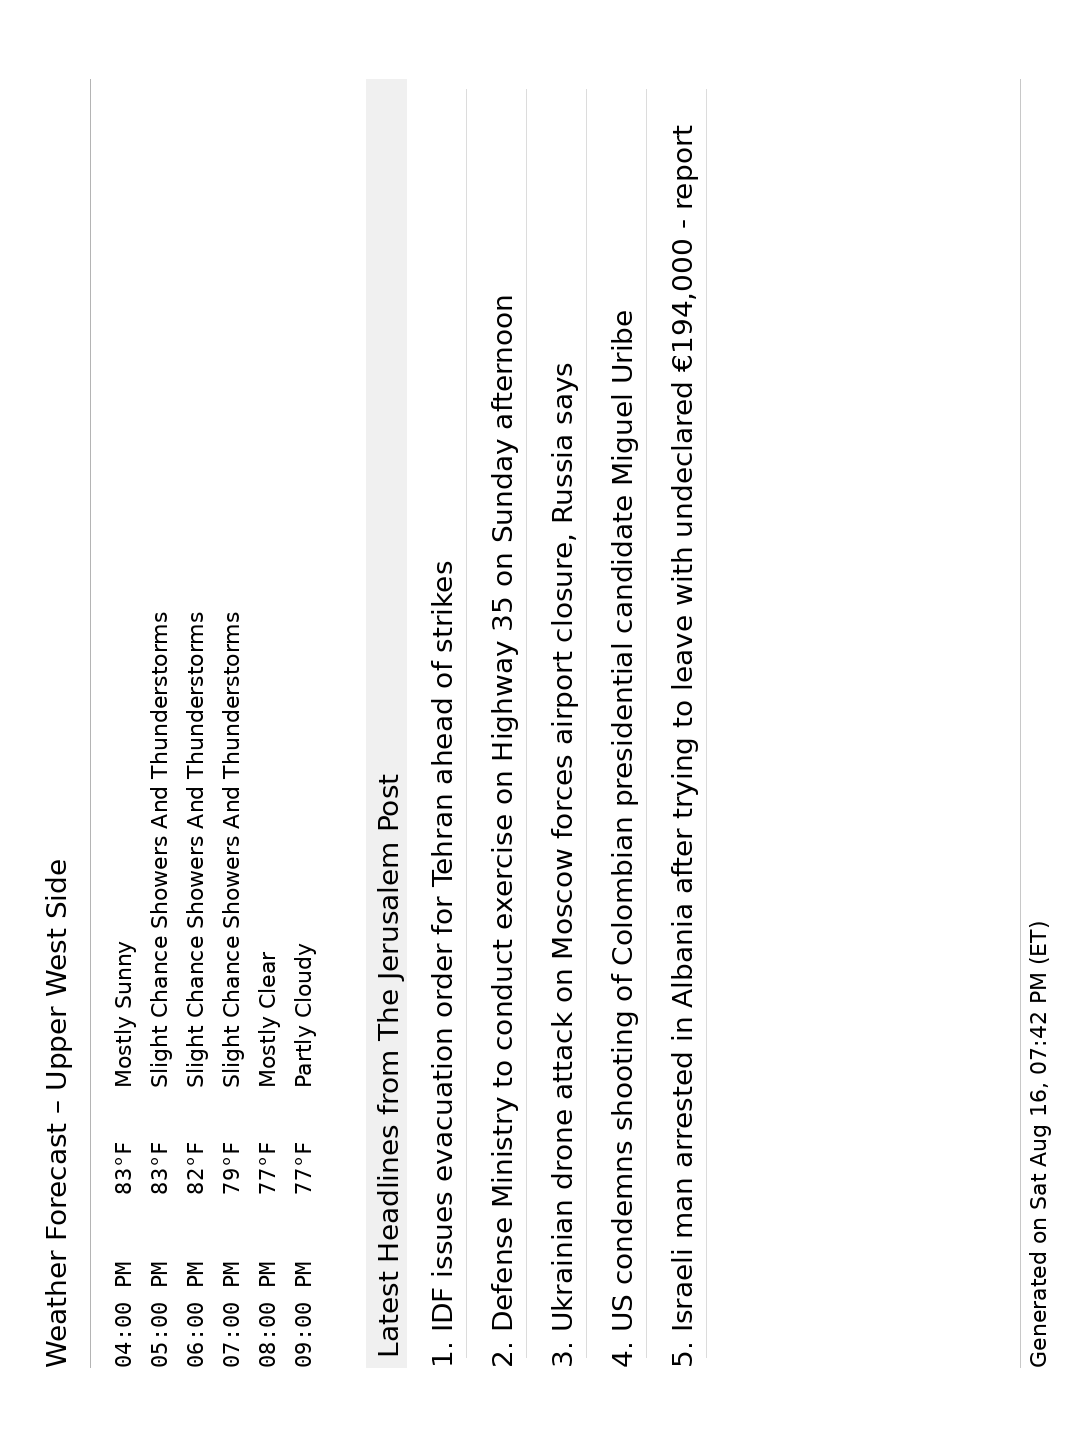 Weather Forecast – Upper West Side
04:00 PM 83°F Mostly Sunny
05:00 PM 83°F Slight Chance Showers And Thunderstorms
06:00 PM 82°F Slight Chance Showers And Thunderstorms
07:00 PM 79°F Slight Chance Showers And Thunderstorms
08:00 PM 77°F Mostly Clear
09:00 PM 77°F Partly Cloudy
Latest Headlines from The Jerusalem Post
1. IDF issues evacuation order for Tehran ahead of strikes
2. Defense Ministry to conduct exercise on Highway 35 on Sunday afternoon
3. Ukrainian drone attack on Moscow forces airport closure, Russia says
4. US condemns shooting of Colombian presidential candidate Miguel Uribe
5. Israeli man arrested in Albania after trying to leave with undeclared €194,000 - report
Generated on Sat Aug 16, 07:42 PM (ET)